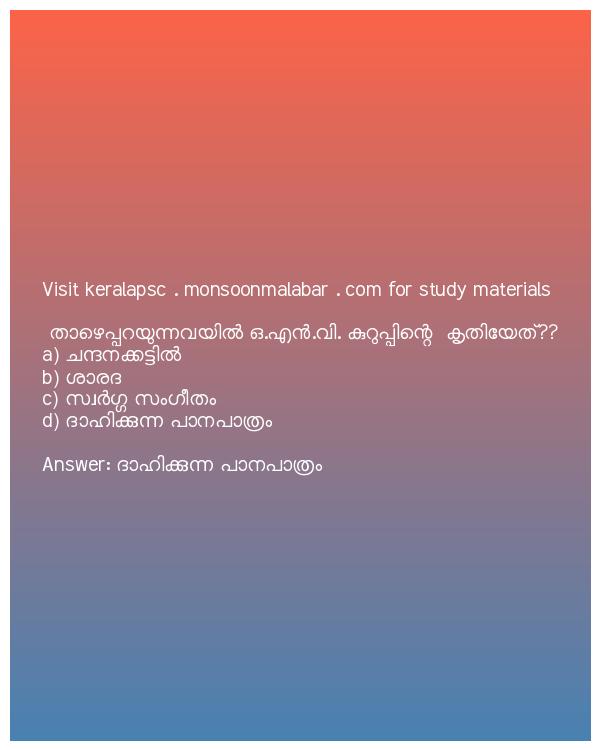 Visit keralapsc . monsoonmalabar . com for study materials
താഴെപ്പറയുന്നവയിൽ ഒ.എൻ.വി. കുറുപ്പിന്റെ കൃതിയേത്??
a) ചന്ദനക്കട്ടിൽ
b) ശാരദ
c) സ്വർഗ്ഗ സംഗീതം
d) ദാഹിക്കുന്ന പാനപാത്രം
Answer: ദാഹിക്കുന്ന പാനപാത്രം